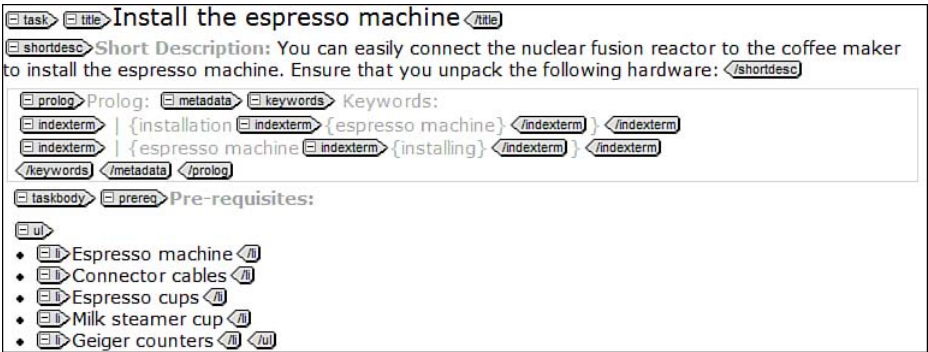 task title Install the espresso machine /title
shortdesc Short Description: You can easily connect the nuclear fusion reactor to the coffee maker
to install the espresso machine. Ensure that you unpack the following hardware: /shortdesc
prolog Prolog: metadata keywords Keywords:
indexterm | {installation indexterm {espresso machine} /indexterm } /indexterm
indexterm | {espresso machine indexterm {installing} /indexterm } /indexterm
/keywords /metadata /prolog
taskbody prereq Pre-requisites:
ul
• li Espresso machine /li
• li Connector cables /li
• li Espresso cups /li
• li Milk steamer cup /li
• li Geiger counters /li /ul